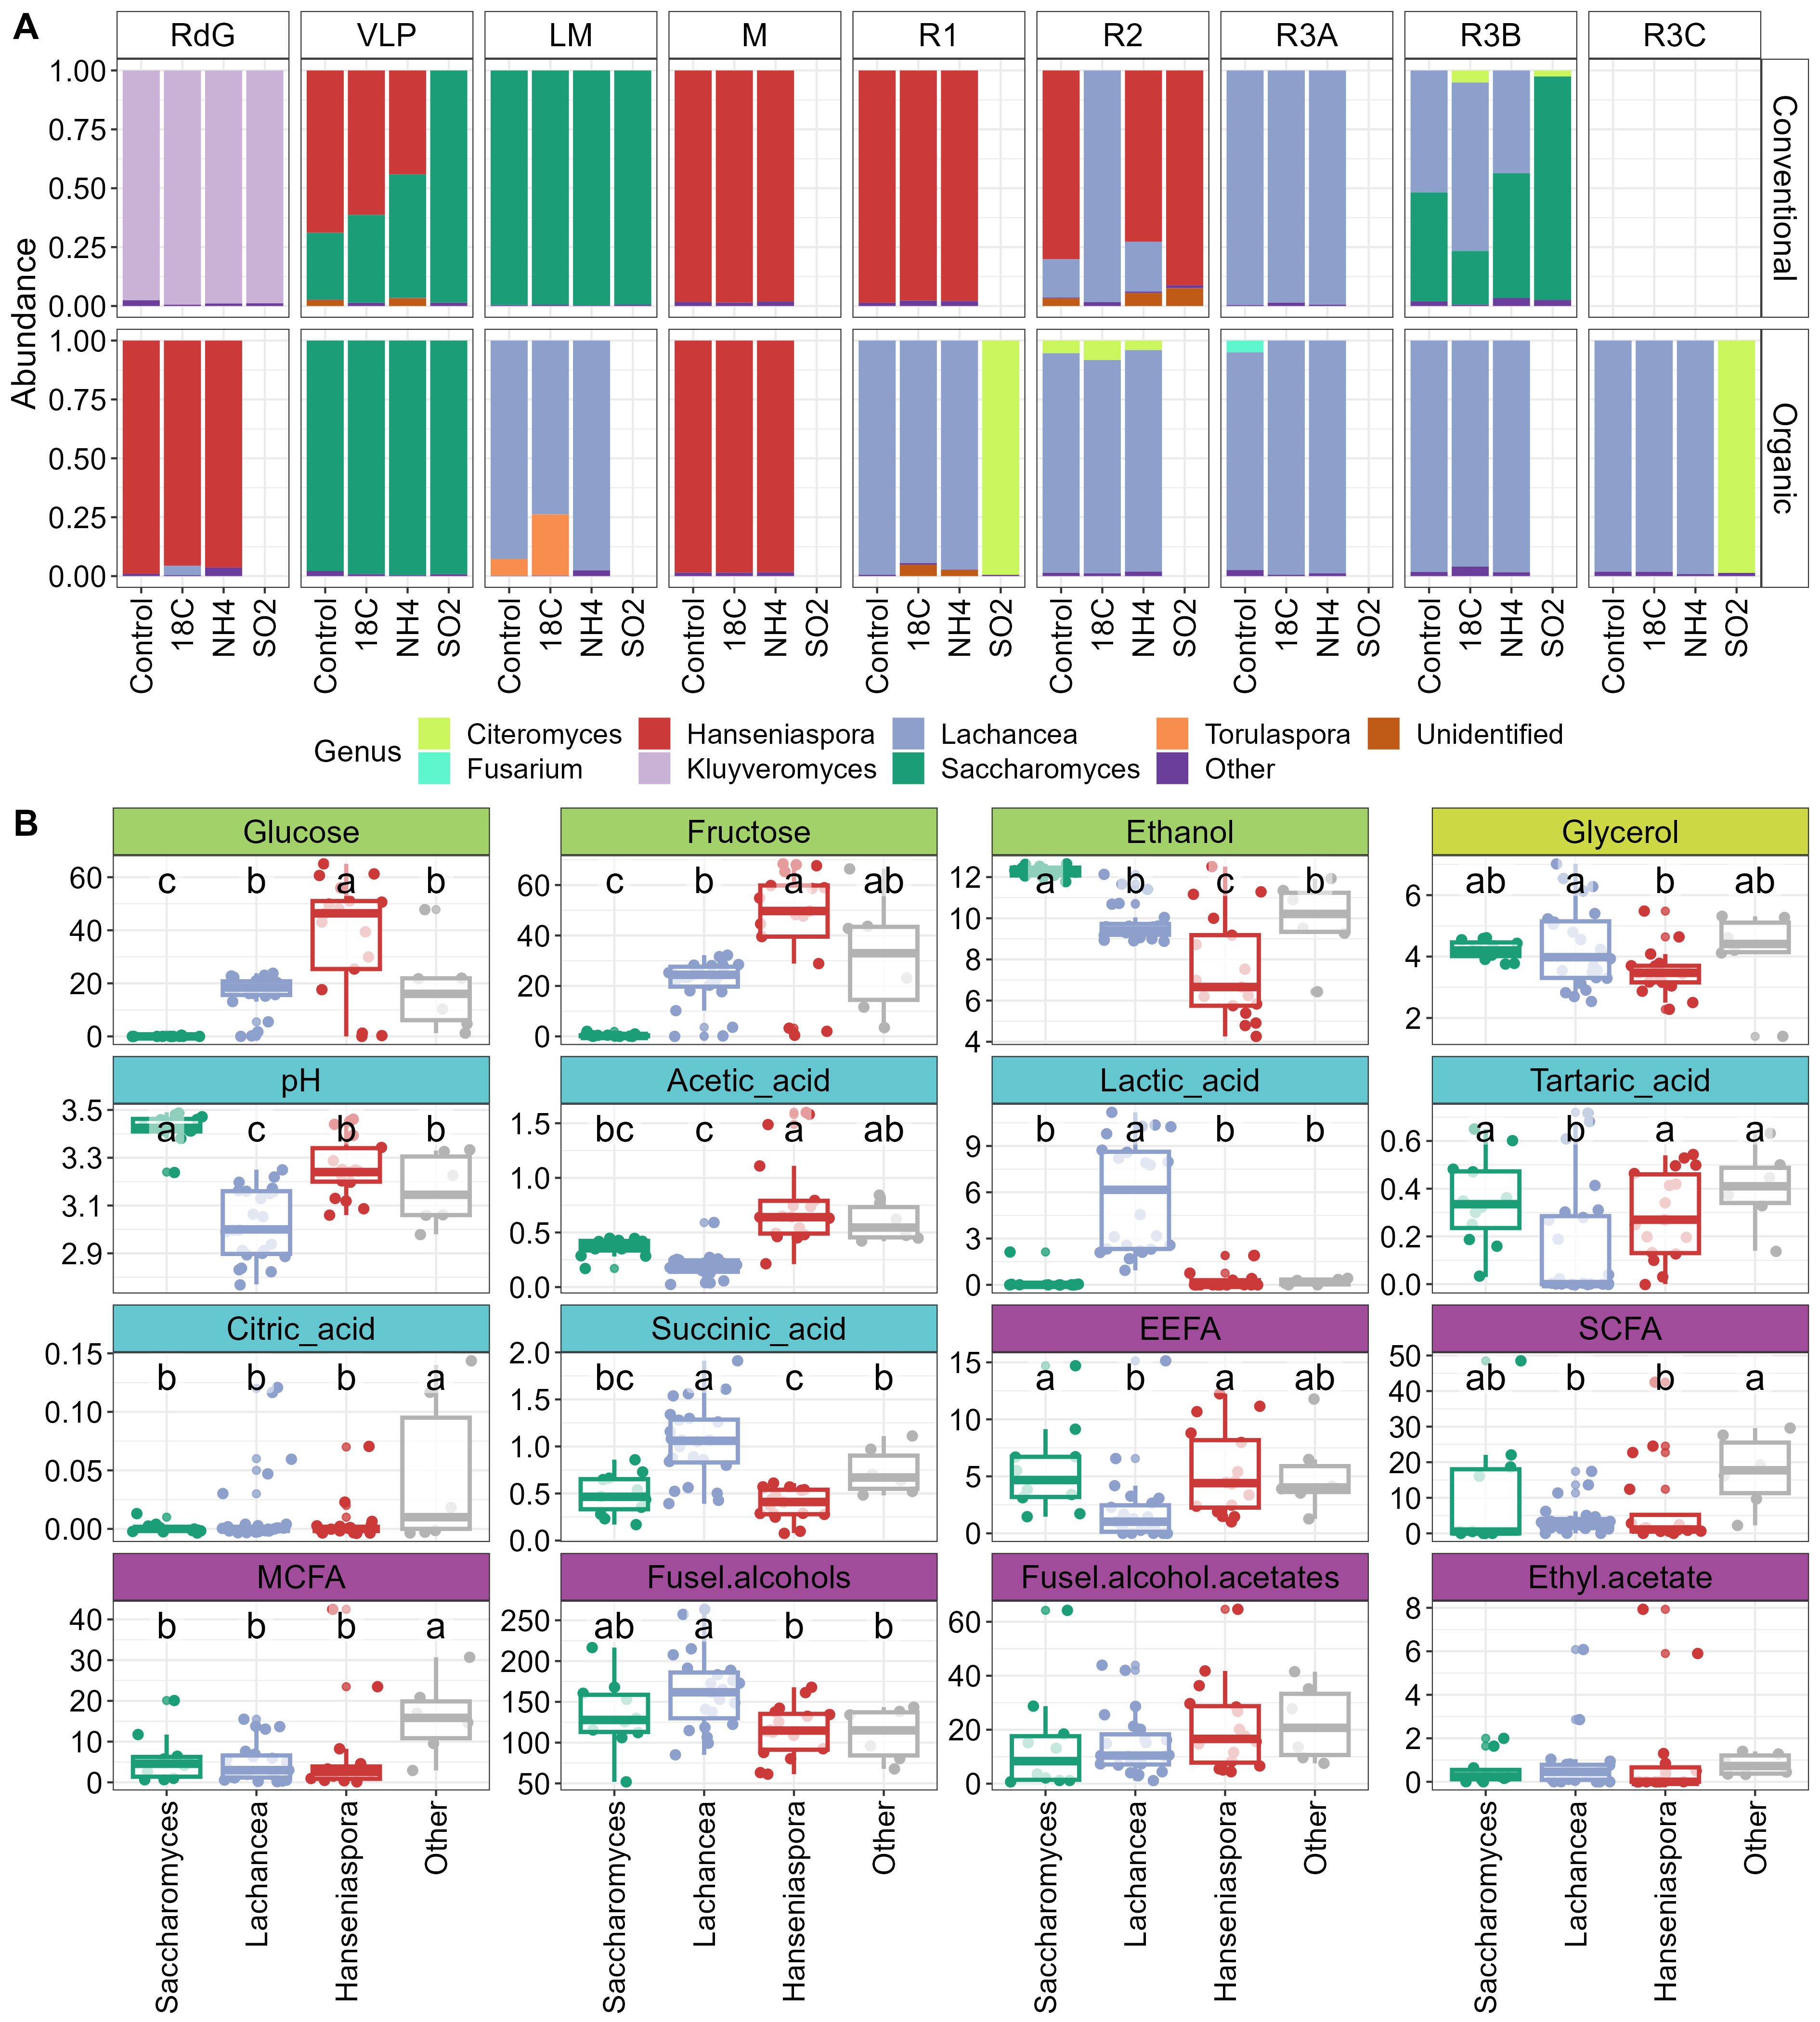 A
RdG VLP LM M R1 R2 R3A R3B R3C
1.00
0.75
0.50
0.25
0.00
Conventional
1.00
0.75
0.50
0.25
0.00
Organic
Abundance
Control 18C NH4 SO2 Control 18C NH4 SO2 Control 18C NH4 SO2 Control 18C NH4 SO2 Control 18C NH4 SO2 Control 18C NH4 SO2 Control 18C NH4 SO2 Control 18C NH4 SO2 Control 18C NH4 SO2
Genus
Citeromyces Hanseniaspora Lachancea Torulaspora Unidentified
Fusarium Kluyveromyces Saccharomyces Other
B
Glucose Fructose Ethanol Glycerol
60
40
20
0
c b a b
60
40
20
0
c b a ab
12
10
8
6
4
a b c b
6
4
2
ab a b ab
pH Acetic_acid Lactic_acid Tartaric_acid
3.5
3.3
3.1
2.9
a c b b
1.5
1.0
0.5
0.0
bc c a ab
9
6
3
0
b a b b
0.6
0.4
0.2
0.0
a b a a
Citric_acid Succinic_acid EEFA SCFA
0.15
0.10
0.05
0.00
b b b a
2.0
1.5
1.0
0.5
0.0
bc a c b
15
10
5
0
a b a ab
50
40
30
20
10
0
ab b b a
MCFA Fusel.alcohols Fusel.alcohol.acetates Ethyl.acetate
40
30
20
10
0
b b b a
250
200
150
100
50
ab a b b
60
40
20
0
8
6
4
2
0
Saccharomyces Lachancea Hanseniaspora Other Saccharomyces Lachancea Hanseniaspora Other Saccharomyces Lachancea Hanseniaspora Other Saccharomyces Lachancea Hanseniaspora Other